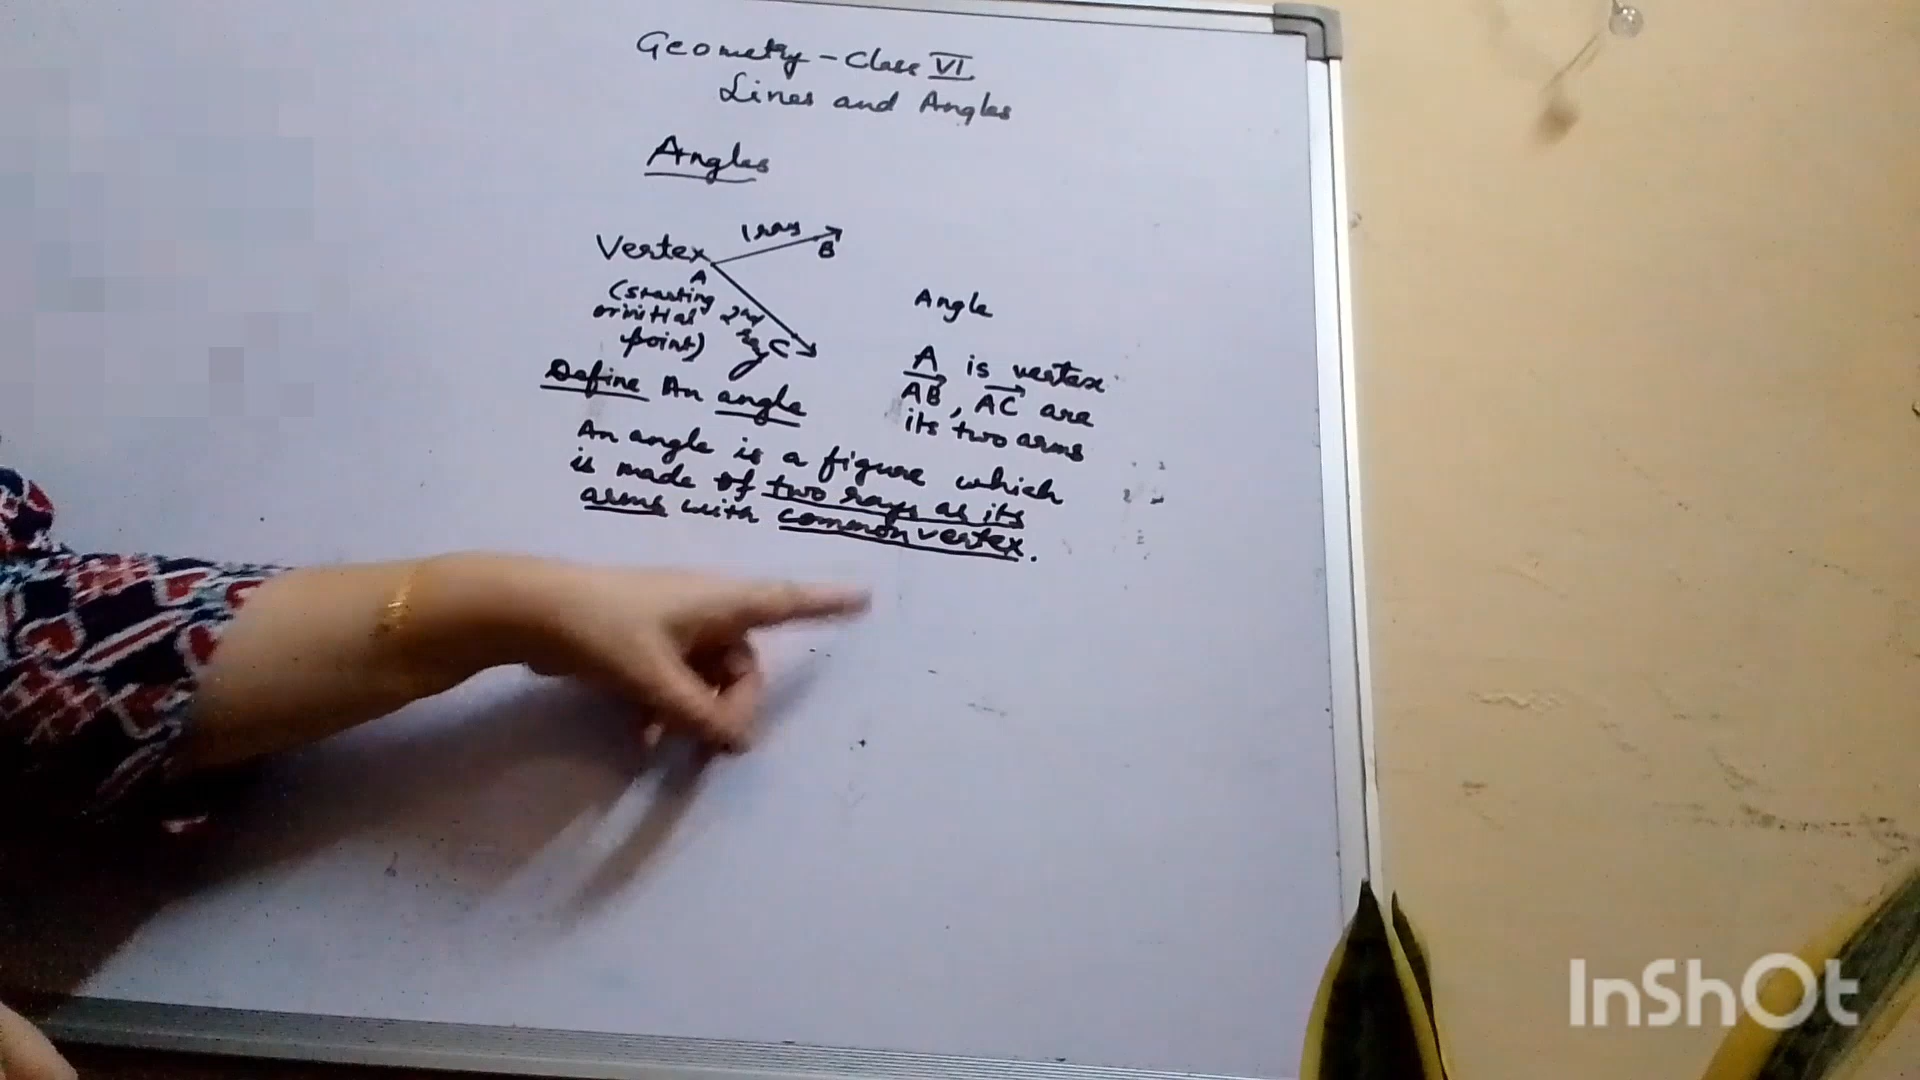 Geometry - Class VI
Lines and Angles
Angles
1 ray
Vertex
B
A
(starting
or initial
point)
2nd
ray
C
Angle
A is vertex
AB, AC are
its two arms
Define An angle
An angle is a figure which
is made of two rays as its
arms with common vertex.
InShOt